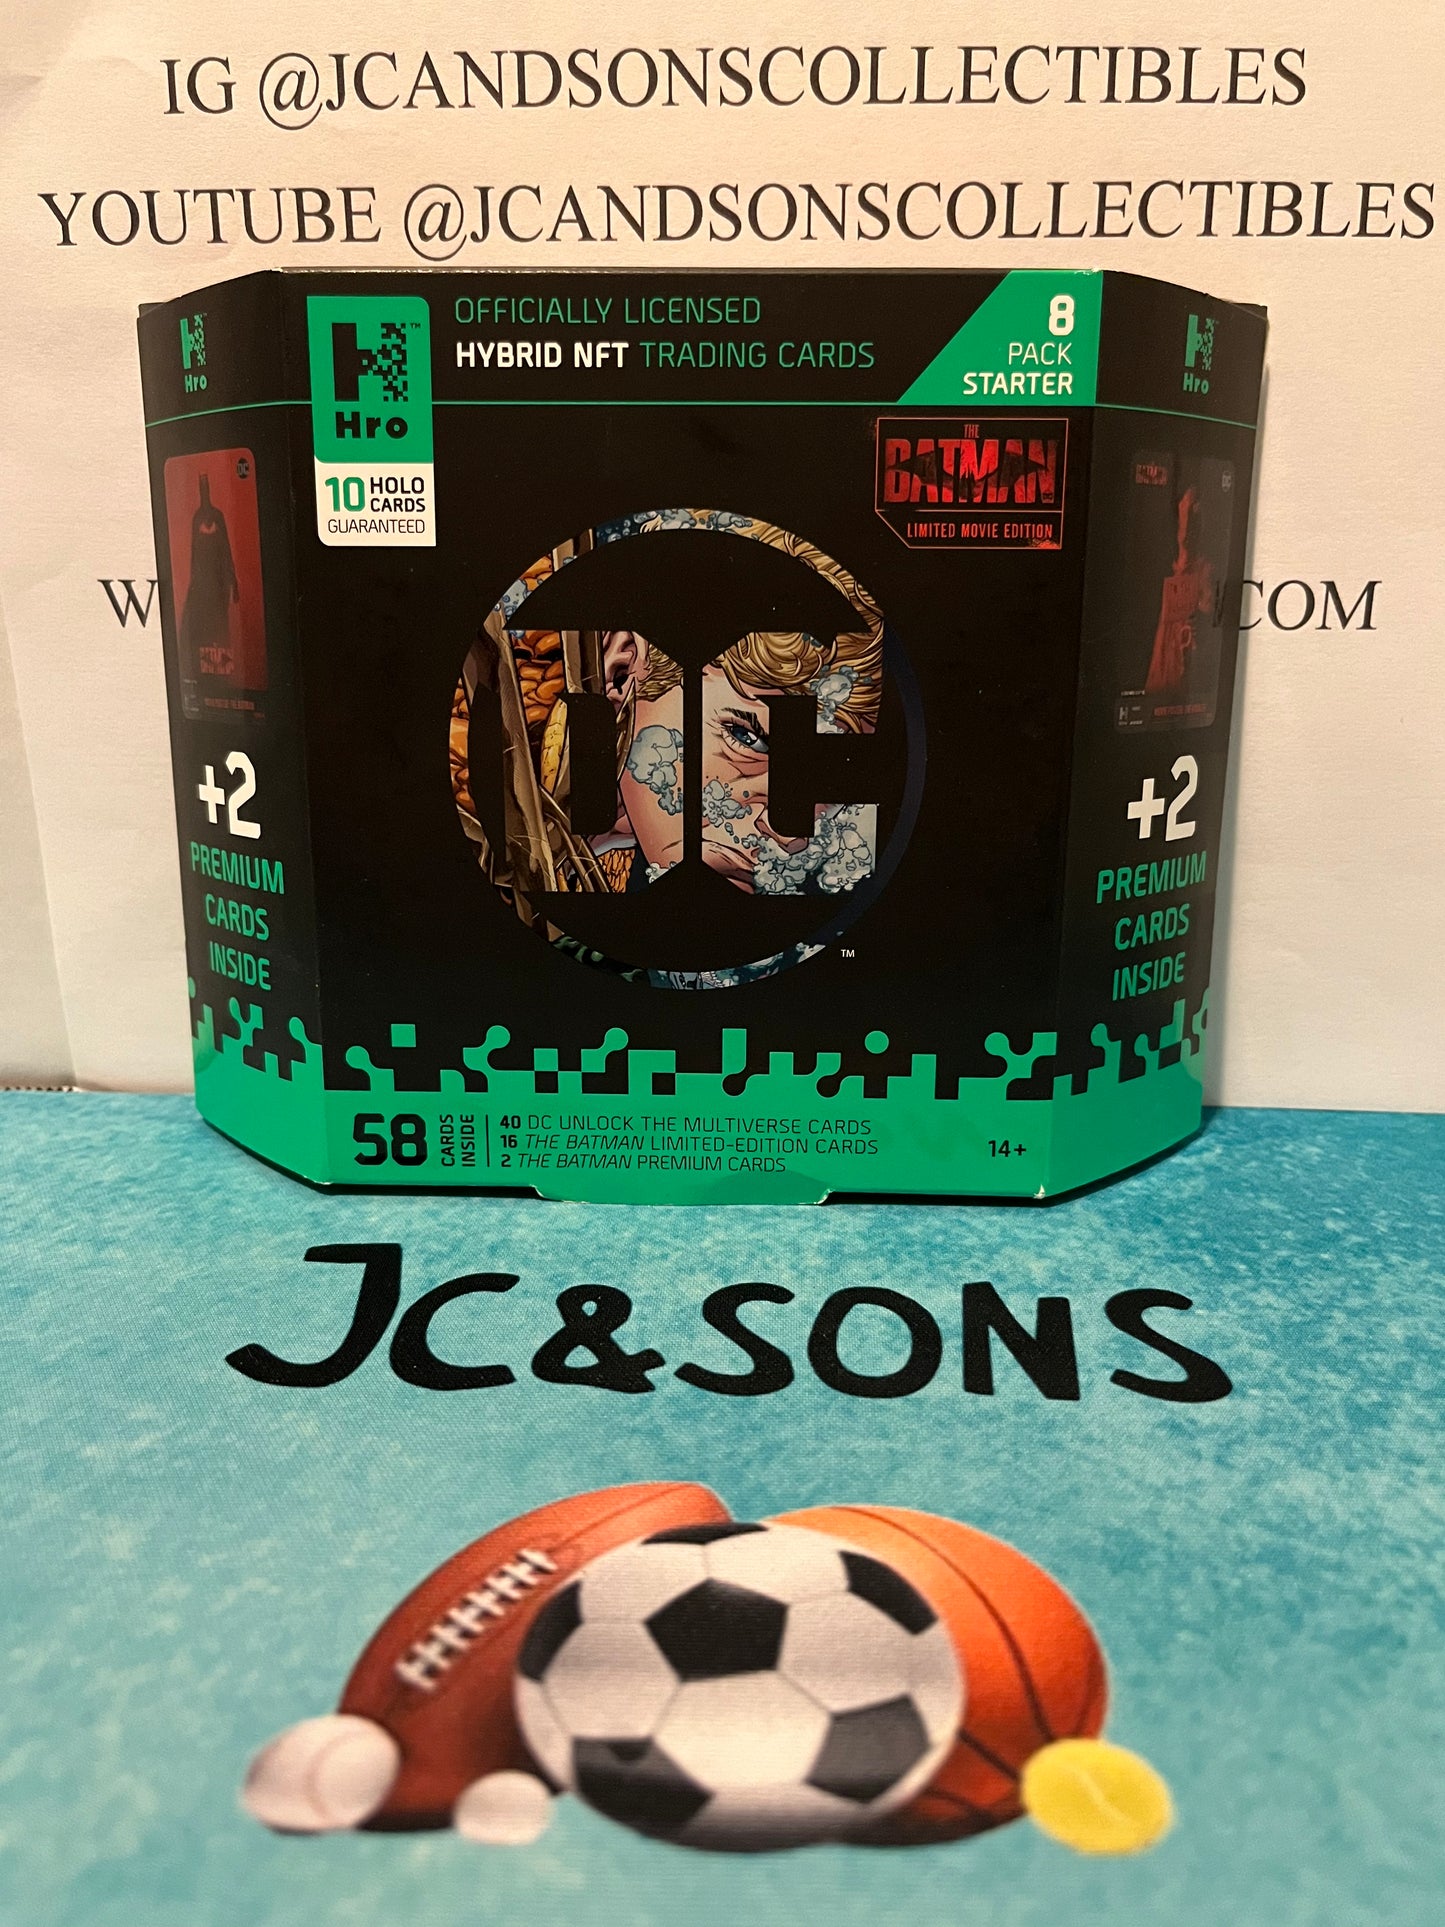 IG @JCANDSONSCOLLECTIBLES
YOUTUBE @JCANDSONSCOLLECTIBLES
W
COM
Hro
Hro
TM
Hro
OFFICIALLY LICENSED
HYBRID NFT TRADING CARDS
8
PACK
STARTER
10 HOLO
CARDS
GUARANTEED
THE
BATMAN
LIMITED MOVIE EDITION
DC
TM
+2
PREMIUM
CARDS
INSIDE
+2
PREMIUM
CARDS
INSIDE
58 CARDS
INSIDE
40 DC UNLOCK THE MULTIVERSE CARDS
16 THE BATMAN LIMITED-EDITION CARDS
2 THE BATMAN PREMIUM CARDS
14+
JC&SONS